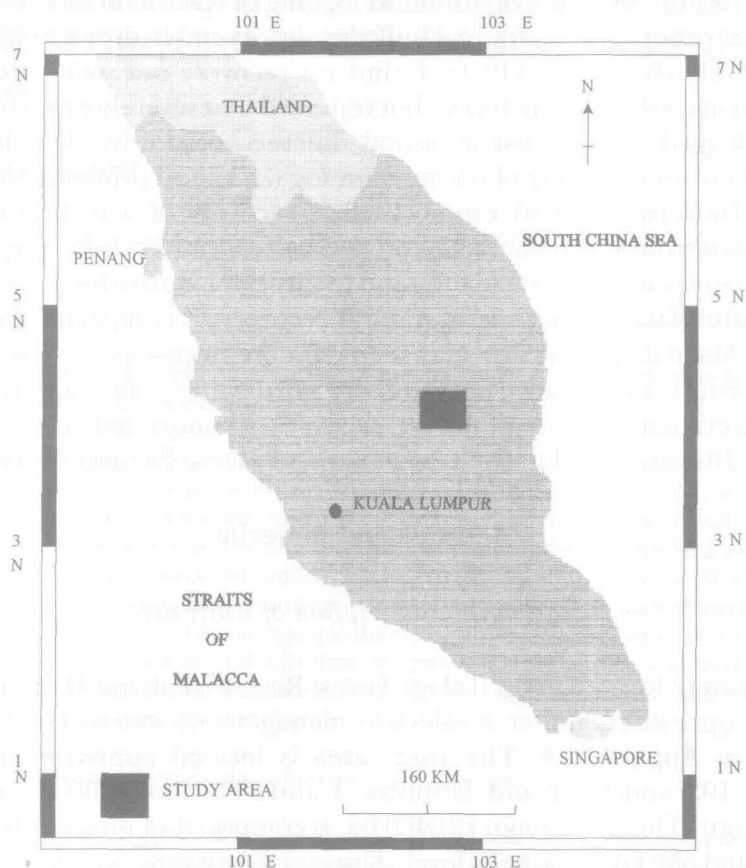 101 E 103 E
7 N
7 N
N
THAILAND
SOUTH CHINA SEA
PENANG
5 N
5 N
KUALA LUMPUR
3 N
3 N
STRAITS
OF
MALACCA
SINGAPORE
1 N
1 N
STUDY AREA
160 KM
101 E 103 E